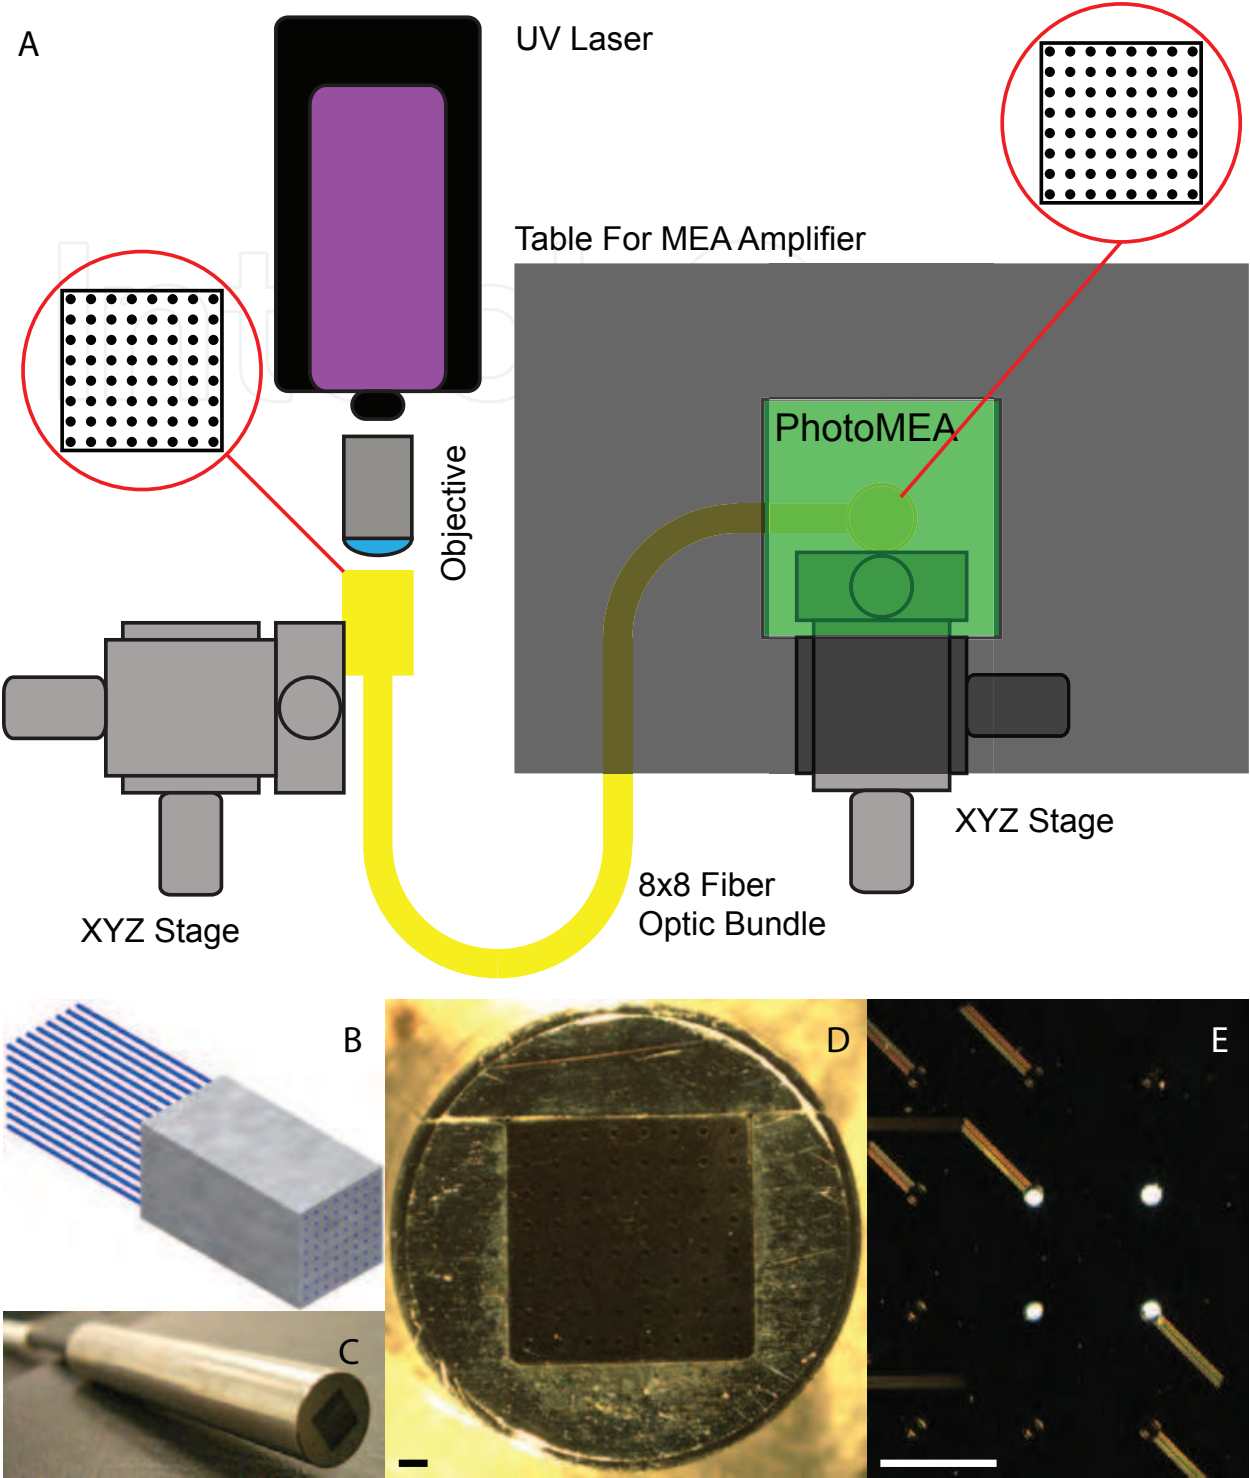 A
UV Laser
Table For MEA Amplifier
PhotoMEA
Objective
XYZ Stage
8x8 Fiber
Optic Bundle
XYZ Stage
B
C
D
E